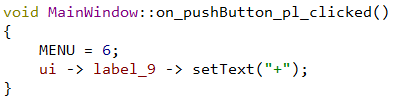 void MainWindow::on_pushButton_pl_clicked()
{
    MENU = 6;
    ui -> label_9 -> setText("+");
}